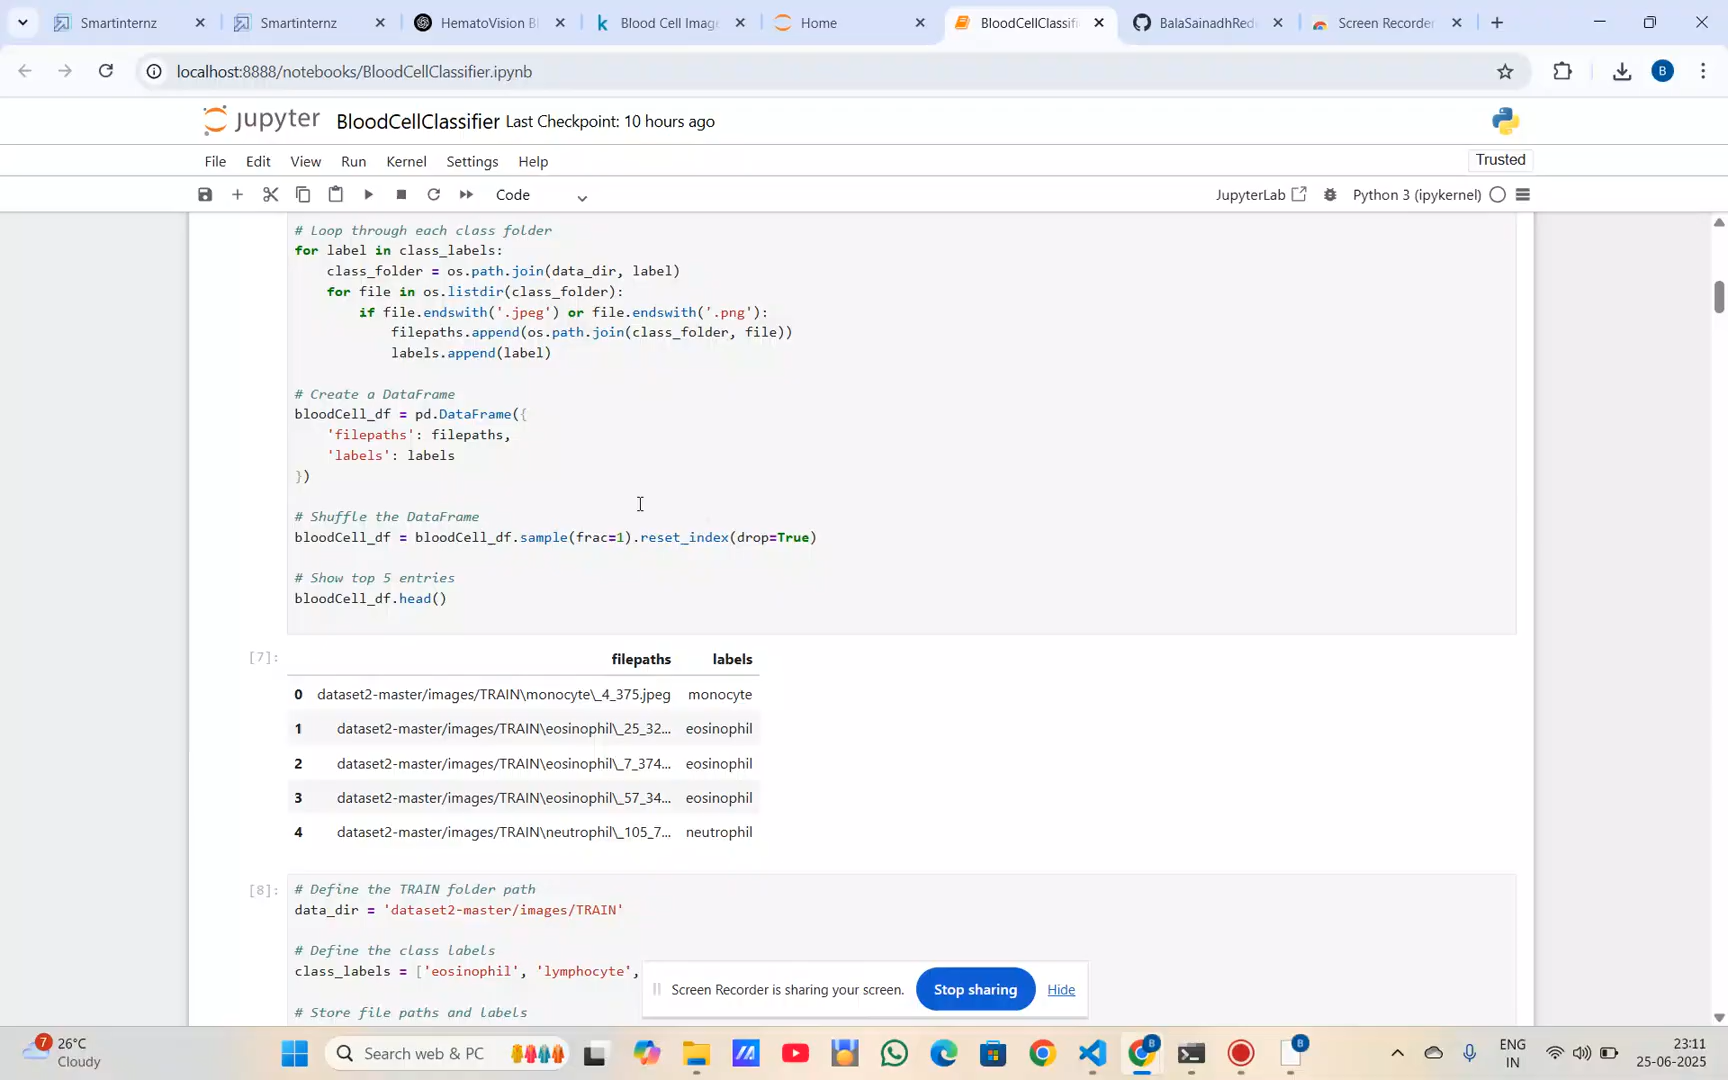 Smartinternz
Smartinternz
HematoVision Bl
Blood Cell Imag
Home
BloodCellClassifi
BalaSainadhRed
Screen Recorder
localhost:8888/notebooks/BloodCellClassifier.ipynb
B
jupyter BloodCellClassifier Last Checkpoint: 10 hours ago
File Edit View Run Kernel Settings Help
Trusted
Code
JupyterLab
Python 3 (ipykernel)
# Loop through each class folder
for label in class_labels:
    class_folder = os.path.join(data_dir, label)
    for file in os.listdir(class_folder):
        if file.endswith('.jpeg') or file.endswith('.png'):
            filepaths.append(os.path.join(class_folder, file))
            labels.append(label)
# Create a DataFrame
bloodCell_df = pd.DataFrame({
    'filepaths': filepaths,
    'labels': labels
})
# Shuffle the DataFrame
bloodCell_df = bloodCell_df.sample(frac=1).reset_index(drop=True)
# Show top 5 entries
bloodCell_df.head()
[7]:
filepaths labels
0 dataset2-master/images/TRAIN\monocyte\_4_375.jpeg monocyte
1 dataset2-master/images/TRAIN\eosinophil\_25_32... eosinophil
2 dataset2-master/images/TRAIN\eosinophil\_7_374... eosinophil
3 dataset2-master/images/TRAIN\eosinophil\_57_34... eosinophil
4 dataset2-master/images/TRAIN\neutrophil\_105_7... neutrophil
[8]:
# Define the TRAIN folder path
data_dir = 'dataset2-master/images/TRAIN'
# Define the class labels
class_labels = ['eosinophil', 'lymphocyte',
# Store file paths and labels
Screen Recorder is sharing your screen. Stop sharing Hide
7
26°C
Cloudy
Search web & PC
B
B
ENG
IN
23:11
25-06-2025